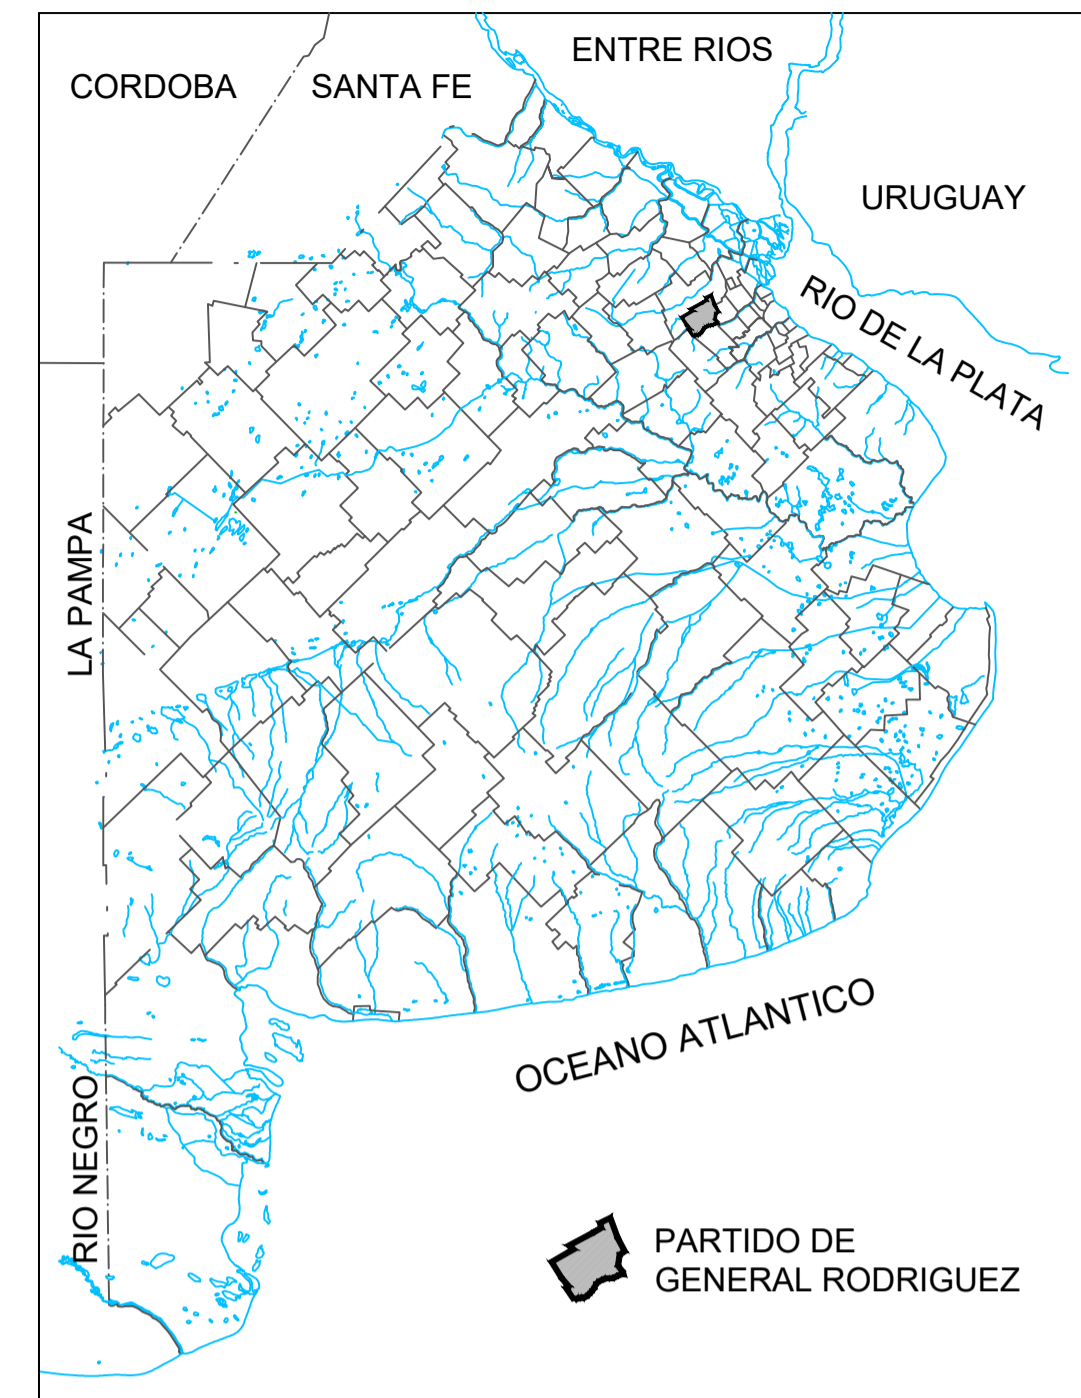 ENTRE RIOS
CORDOBA
SANTA FE
URUGUAY
RIO DE LA PLATA
LA PAMPA
OCEANO ATLANTICO
RIO NEGRO
PARTIDO DE
GENERAL RODRIGUEZ